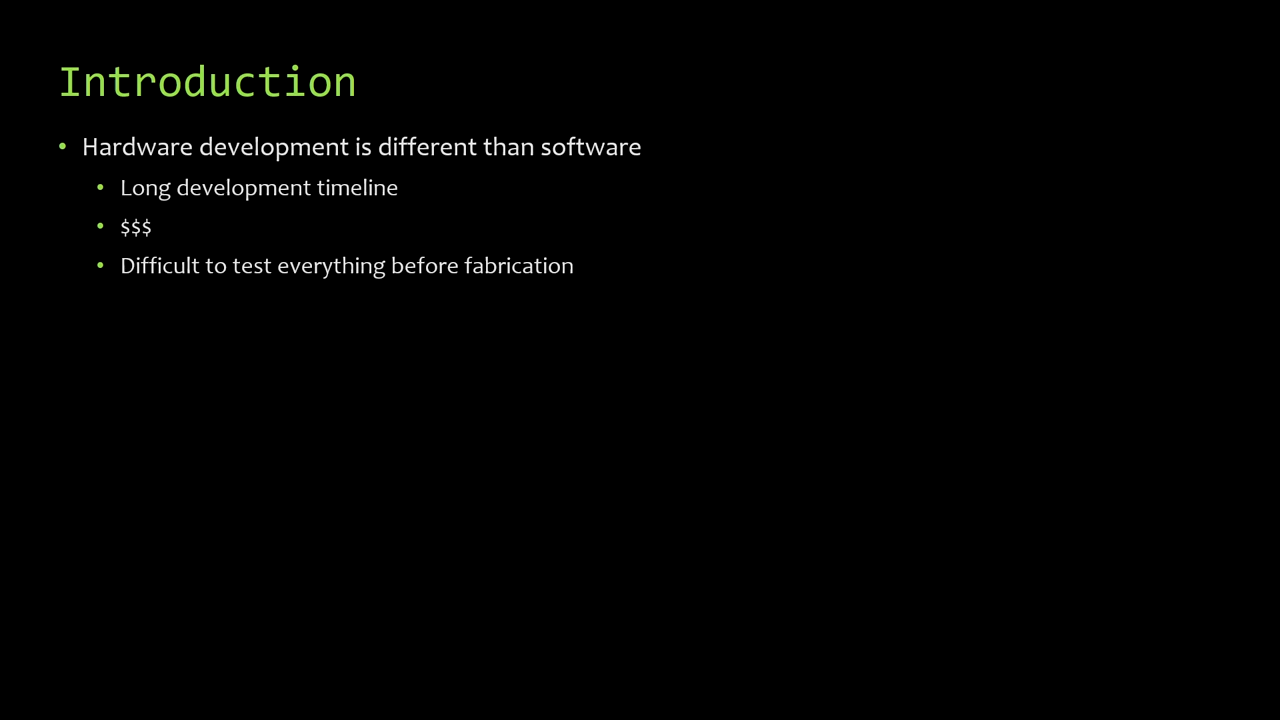 Introduction
• Hardware development is different than software
• Long development timeline
• $$$
• Difficult to test everything before fabrication